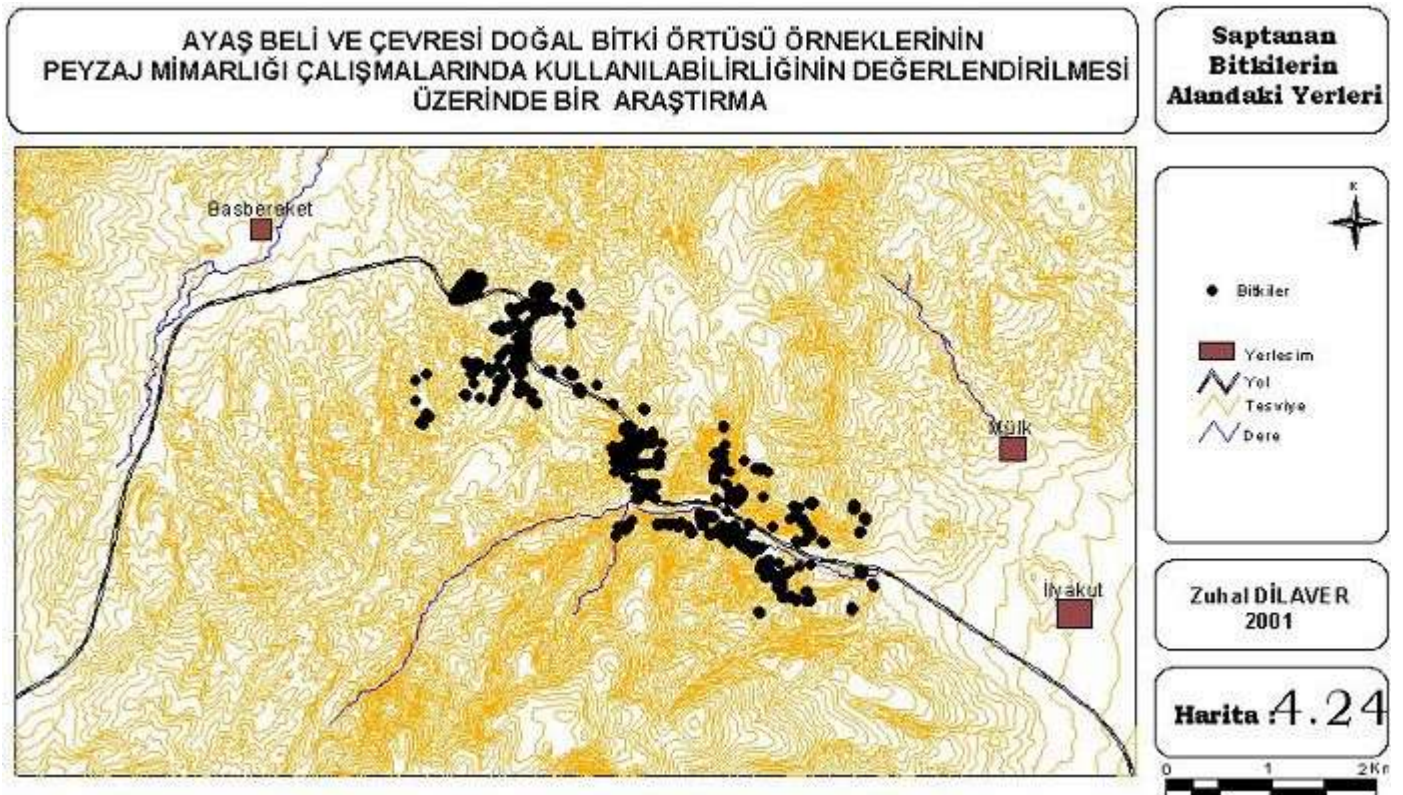 AYAŞ BELİ VE ÇEVRESİ DOĞAL BİTKİ ÖRTÜSÜ ÖRNEKLERİNİN
PEYZAJ MİMARLIĞI ÇALIŞMALARINDA KULLANILABİLİRLİĞİNİN DEĞERLENDİRİLMESİ
ÜZERİNDE BİR ARAŞTIRMA
Saptanan
Bitkilerin
Alandaki Yerleri
Basbereket
Mülk
İlyakut
K
Bitkiler
Yerlesim
Yol
Tesviye
Dere
Zuhal DİLAVER
2001
Harita :4.24
0 1 2Km